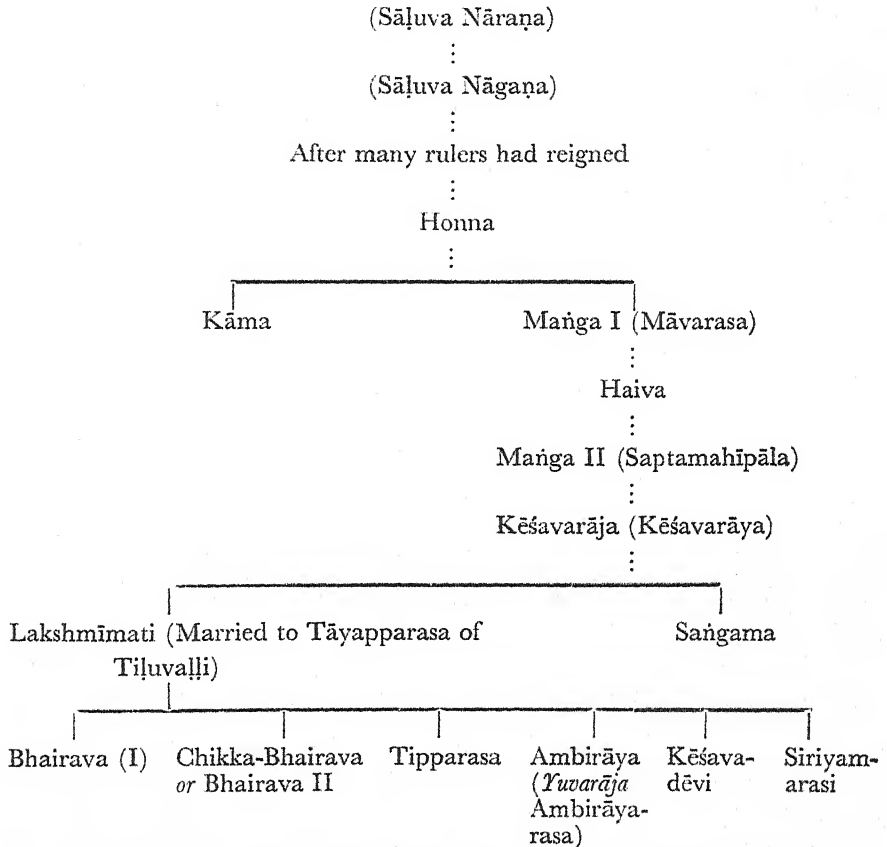 (Sāḷuva Nāraṇa)
(Sāḷuva Nāgaṇa)
After many rulers had reigned
Honna
Kāma Maṅga I (Māvarasa)
Haiva
Maṅga II (Saptamahīpāla)
Kēśavarāja (Kēśavarāya)
Lakshmīmati (Married to Tāyapparasa of Saṅgama
Tiḷuvaḷḷi)
Bhairava (I) Chikka-Bhairava Tipparasa Ambirāya Kēśava- Siriyam-
or Bhairava II (Yuvarāja dēvi arasi
Ambirāya-
rasa)